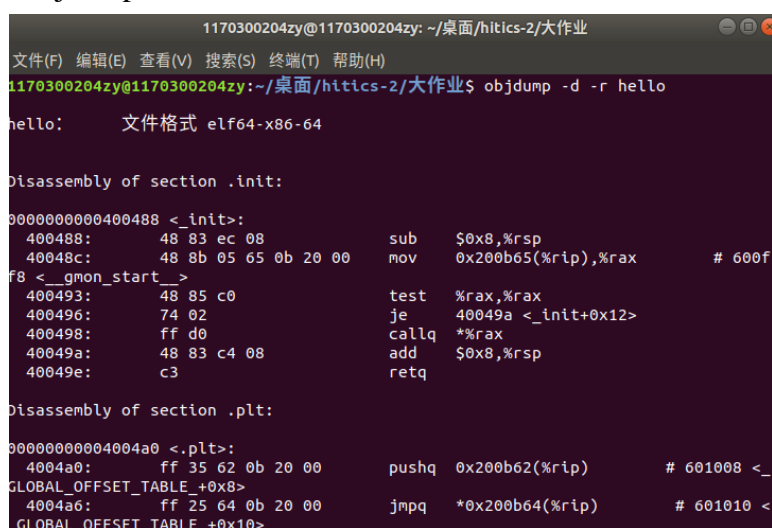 1170300204zy@1170300204zy: ~/桌面/hitics-2/大作业
文件(F) 编辑(E) 查看(V) 搜索(S) 终端(T) 帮助(H)
1170300204zy@1170300204zy:~/桌面/hitics-2/大作业$ objdump -d -r hello
hello:     文件格式 elf64-x86-64
Disassembly of section .init:
0000000000400488 <_init>:
400488:       48 83 ec 08             sub    $0x8,%rsp
40048c:       48 8b 05 65 0b 20 00    mov    0x200b65(%rip),%rax        # 600f
f8 <__gmon_start__>
400493:       48 85 c0                test   %rax,%rax
400496:       74 02                   je     40049a <_init+0x12>
400498:       ff d0                   callq  *%rax
40049a:       48 83 c4 08             add    $0x8,%rsp
40049e:       c3                      retq
Disassembly of section .plt:
00000000004004a0 <.plt>:
4004a0:       ff 35 62 0b 20 00       pushq  0x200b62(%rip)        # 601008 <_
GLOBAL_OFFSET_TABLE_+0x8>
4004a6:       ff 25 64 0b 20 00       jmpq   *0x200b64(%rip)        # 601010 <
_GLOBAL_OFFSET_TABLE_+0x10>